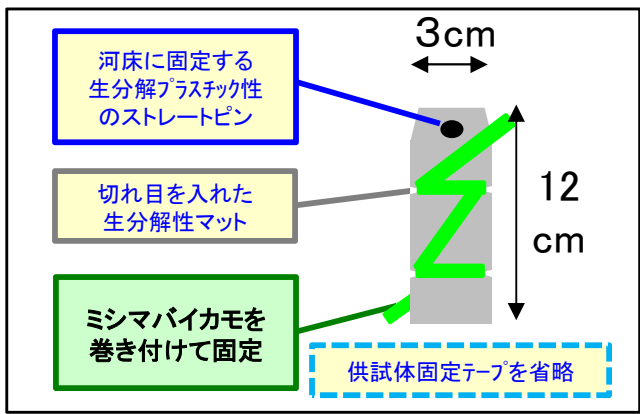 3cm
河床に固定する
生分解プラスチック性
のストレートピン
切れ目を入れた
生分解性マット
12
cm
ミシマバイカモを
巻き付けて固定
供試体固定テープを省略